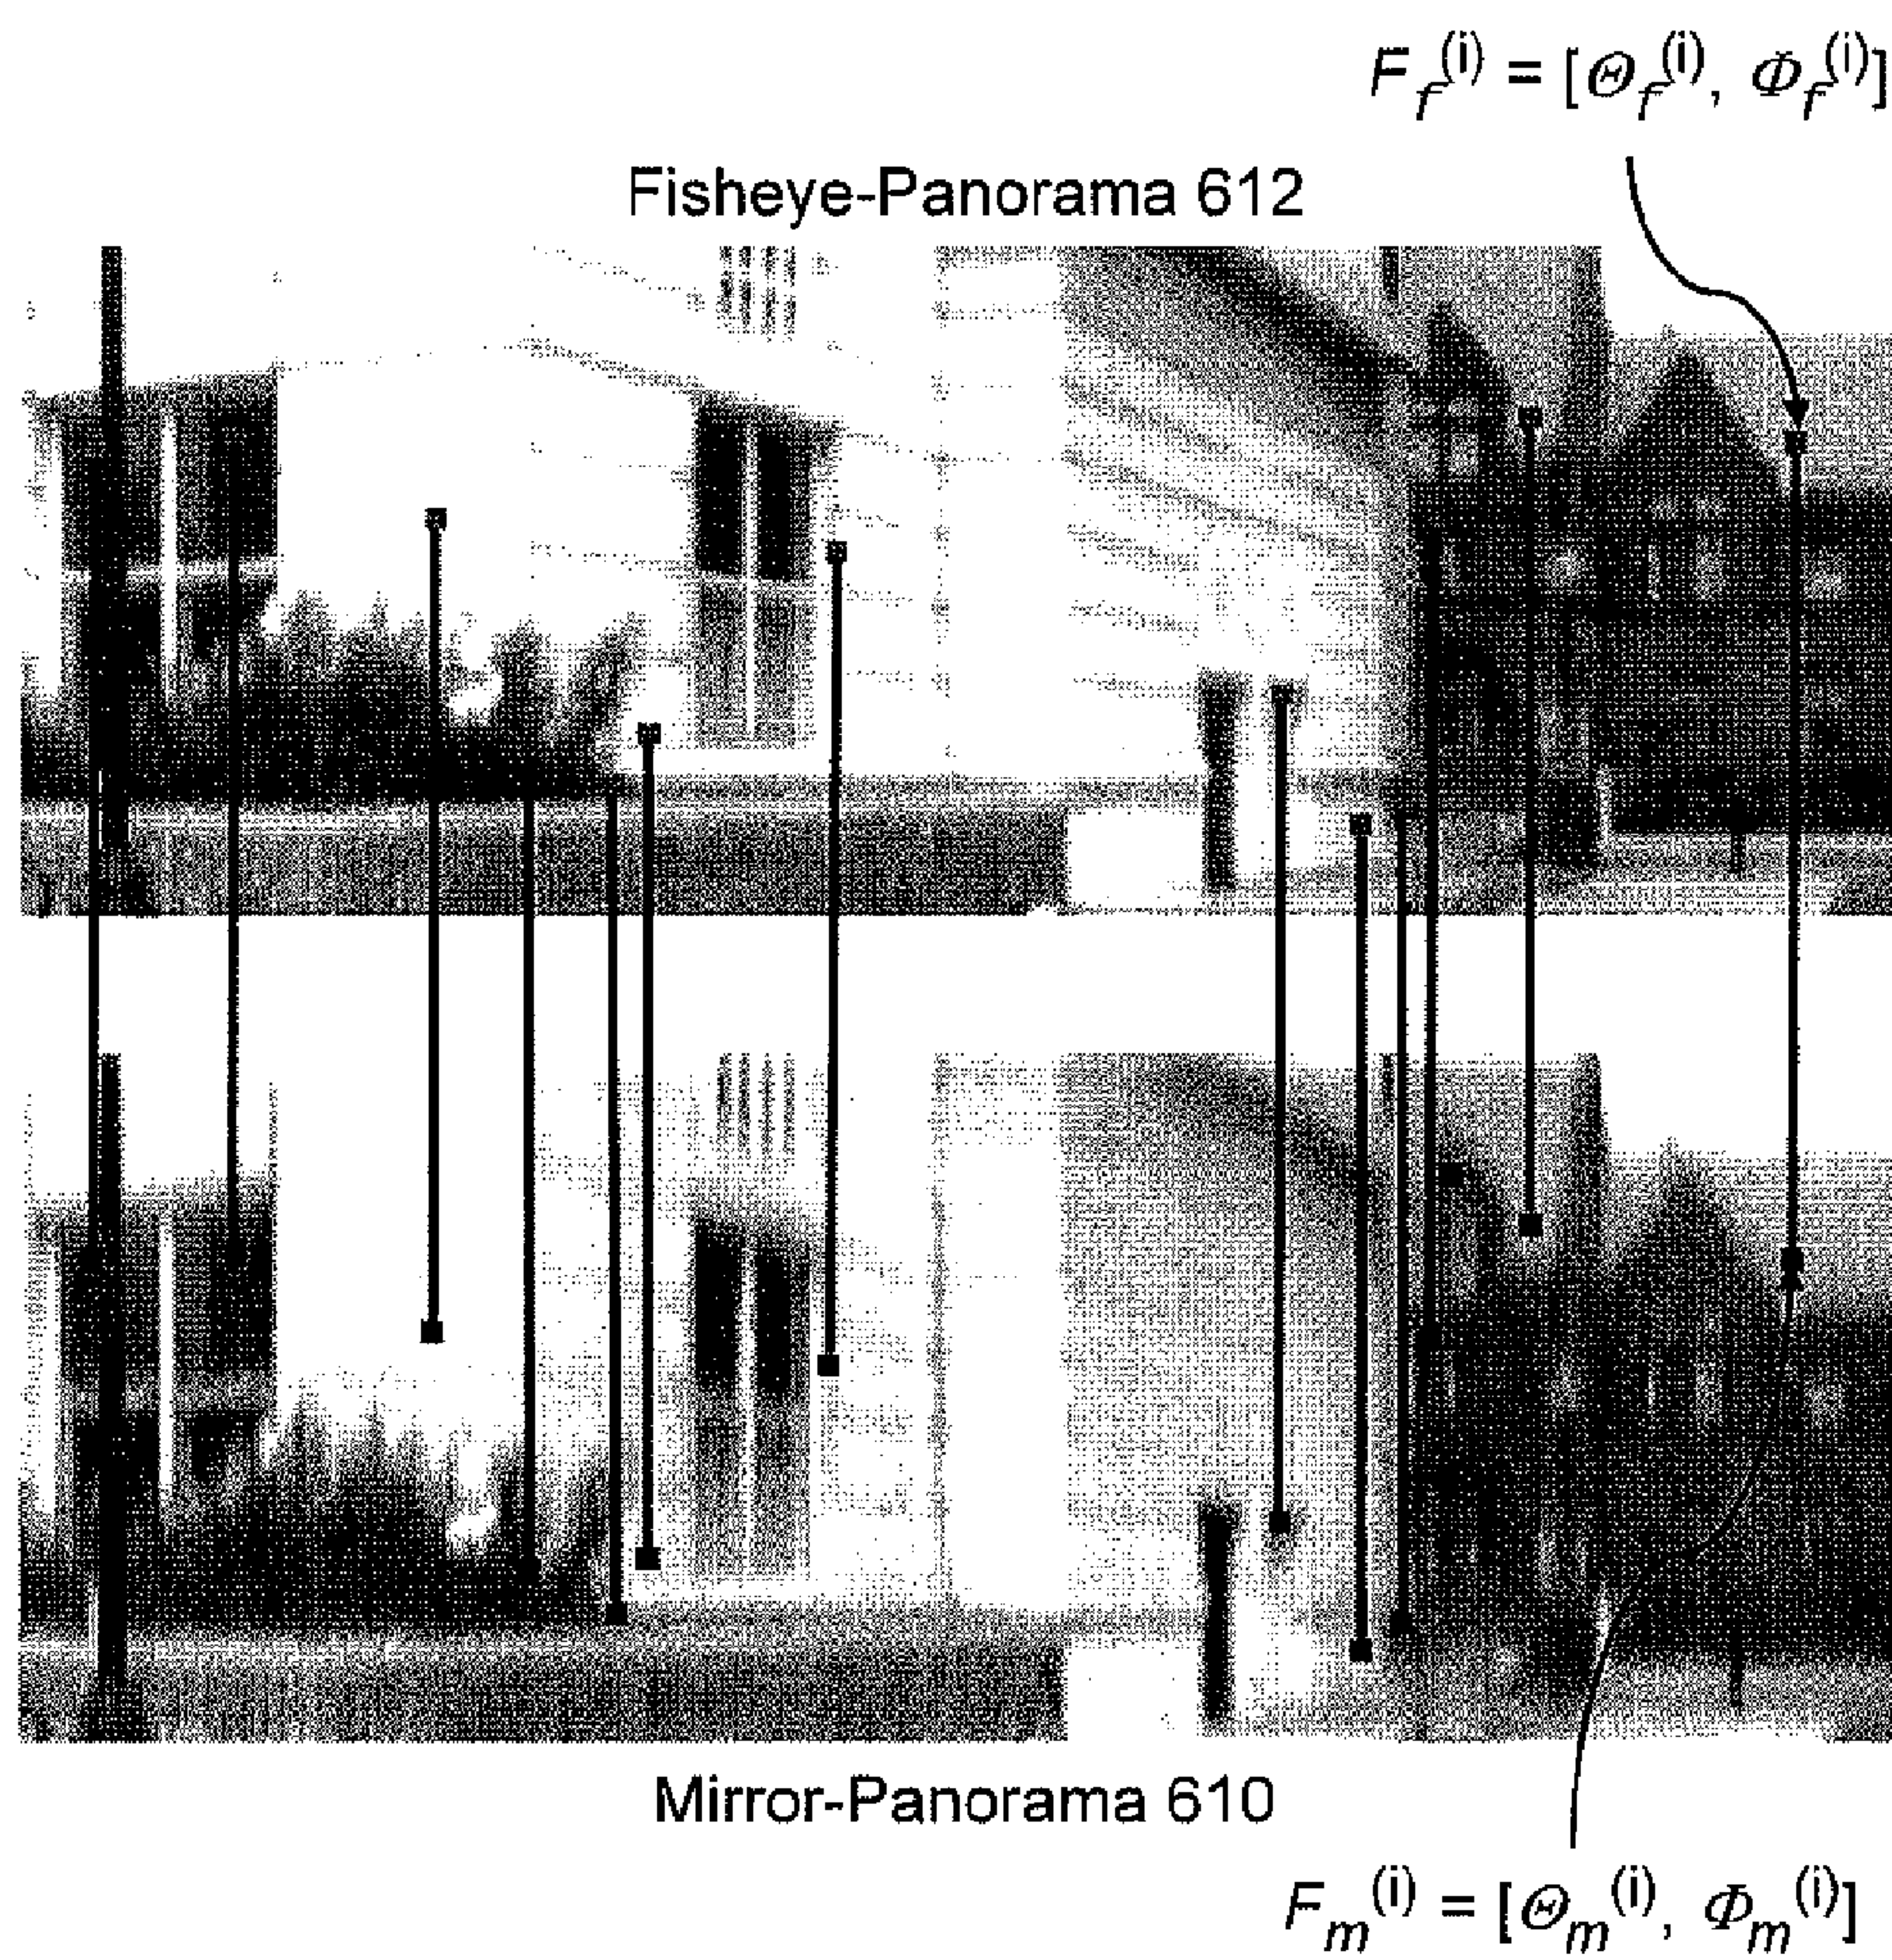 F_f^(i) = [Θ_f^(i), Φ_f^(i)]
Fisheye-Panorama 612
Mirror-Panorama 610
F_m^(i) = [Θ_m^(i), Φ_m^(i)]